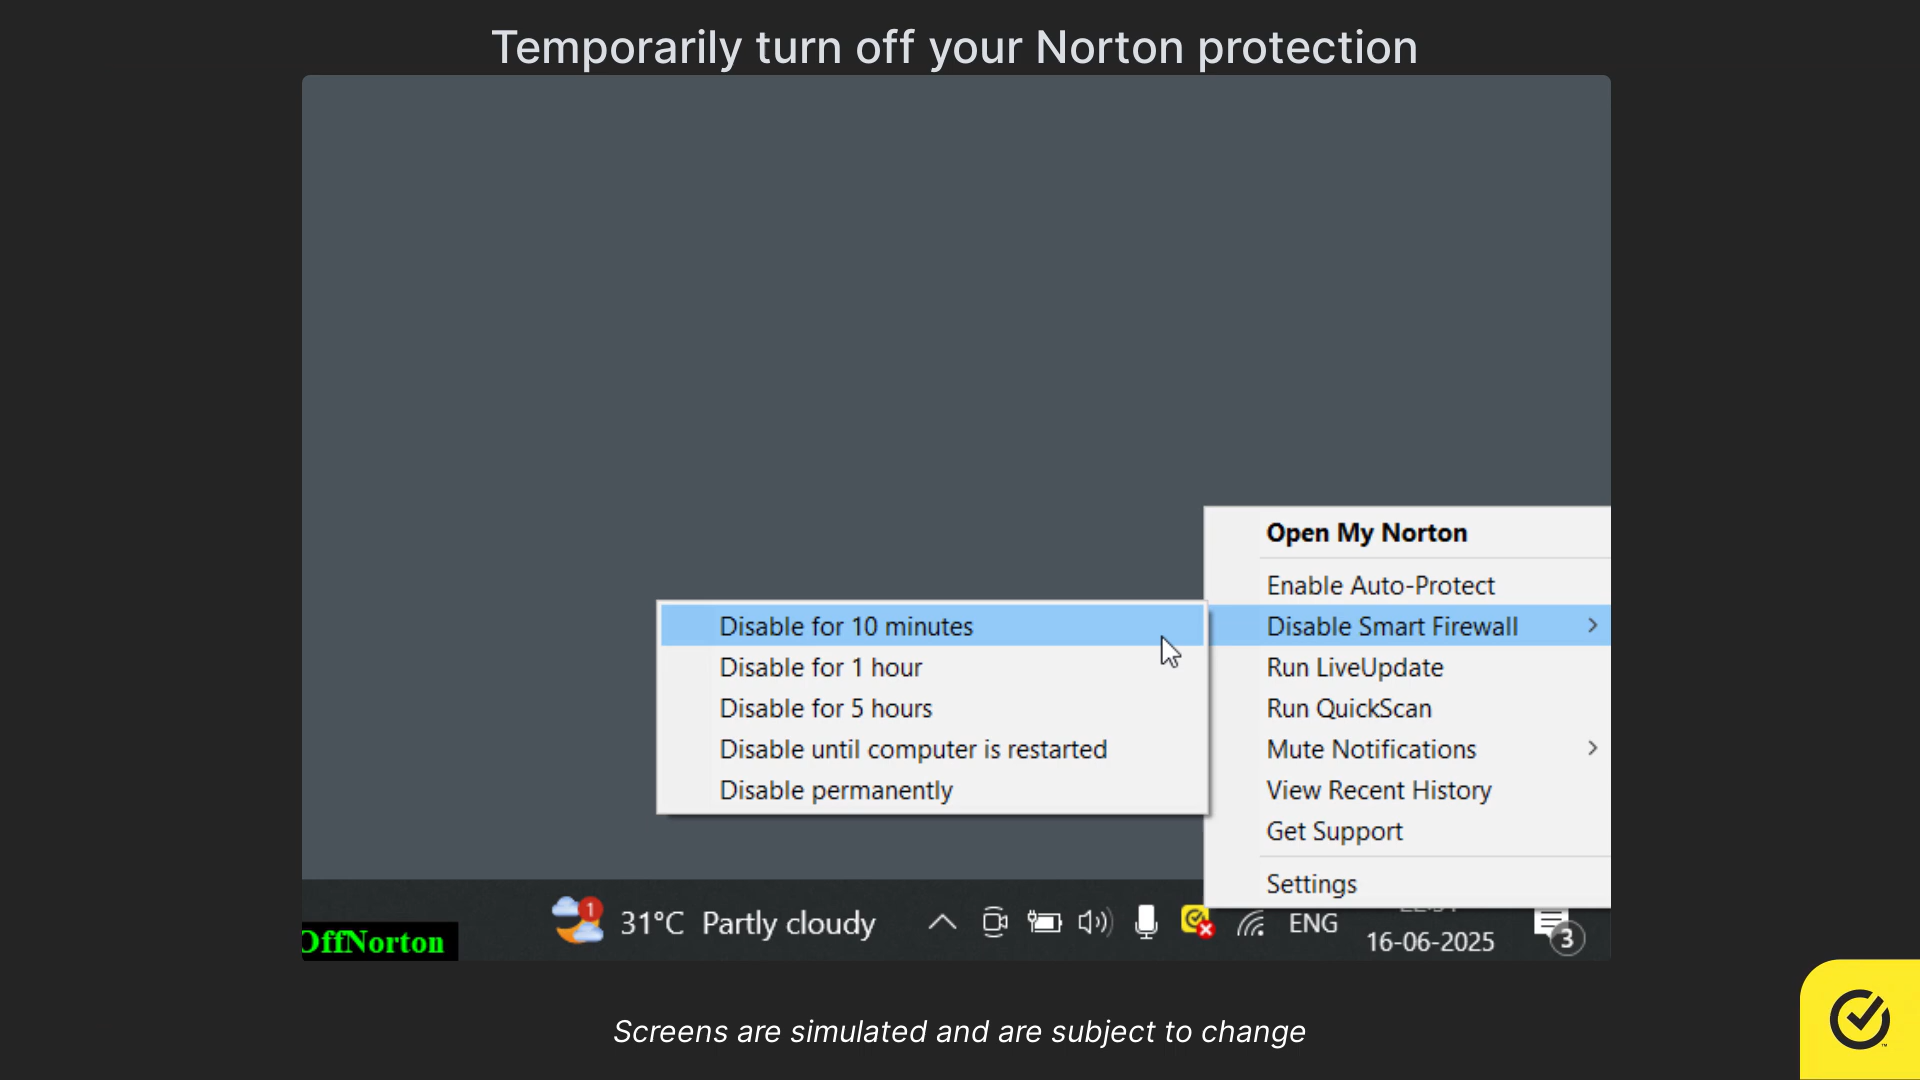 Temporarily turn off your Norton protection
Open My Norton
Enable Auto-Protect
Disable Smart Firewall
Run LiveUpdate
Run QuickScan
Mute Notifications
View Recent History
Get Support
Settings
Disable for 10 minutes
Disable for 1 hour
Disable for 5 hours
Disable until computer is restarted
Disable permanently
OffNorton
1
31°C Partly cloudy
ENG
16-06-2025
3
Screens are simulated and are subject to change